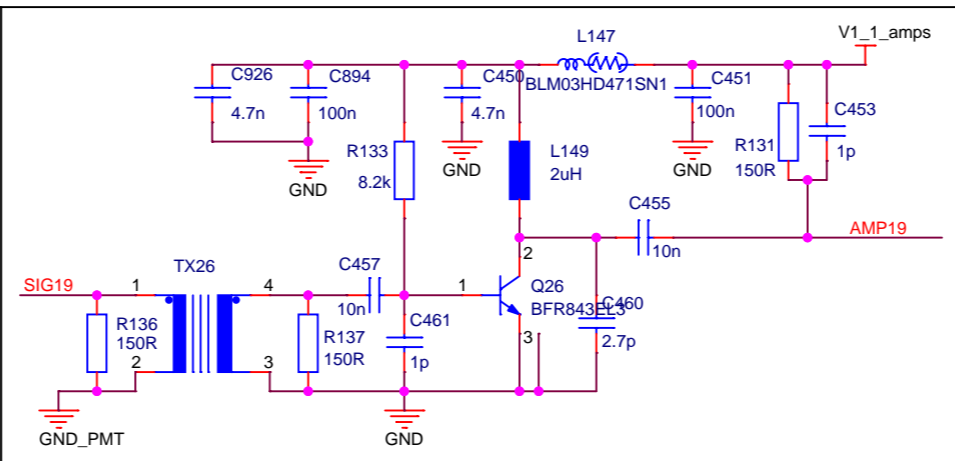 V1_1_amps
L147
BLM03HD471SN1
C926
4.7n
C894
100n
C450
4.7n
C451
100n
C453
1p
R131
150R
GND
R133
8.2k
GND
L149
2uH
GND
C455
10n
AMP19
SIG19
TX26
1
4
C457
10n
1
2
Q26
BFR843EL3
C460
2.7p
R136
150R
2
R137
150R
3
C461
1p
3
GND_PMT
GND